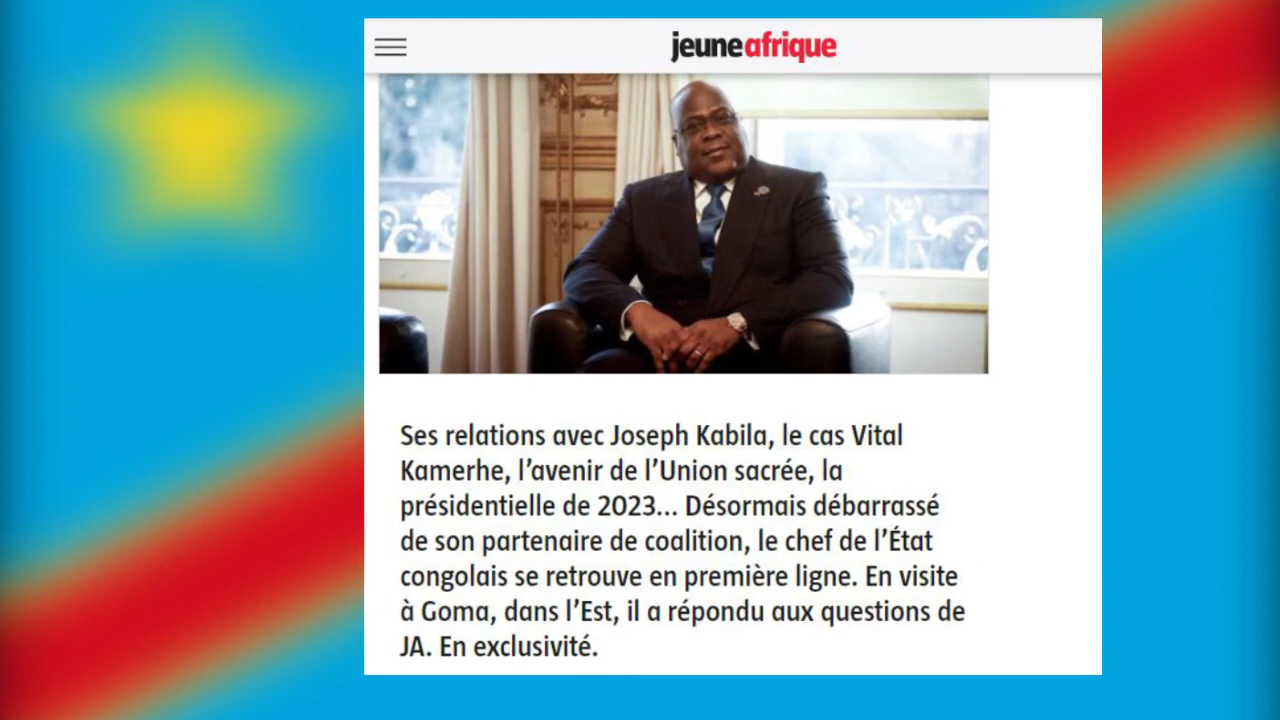 jeuneafrique
Ses relations avec Joseph Kabila, le cas Vital
Kamerhe, l’avenir de l’Union sacrée, la
présidentielle de 2023... Désormais débarrassé
de son partenaire de coalition, le chef de l’État
congolais se retrouve en première ligne. En visite
à Goma, dans l’Est, il a répondu aux questions de
JA. En exclusivité.